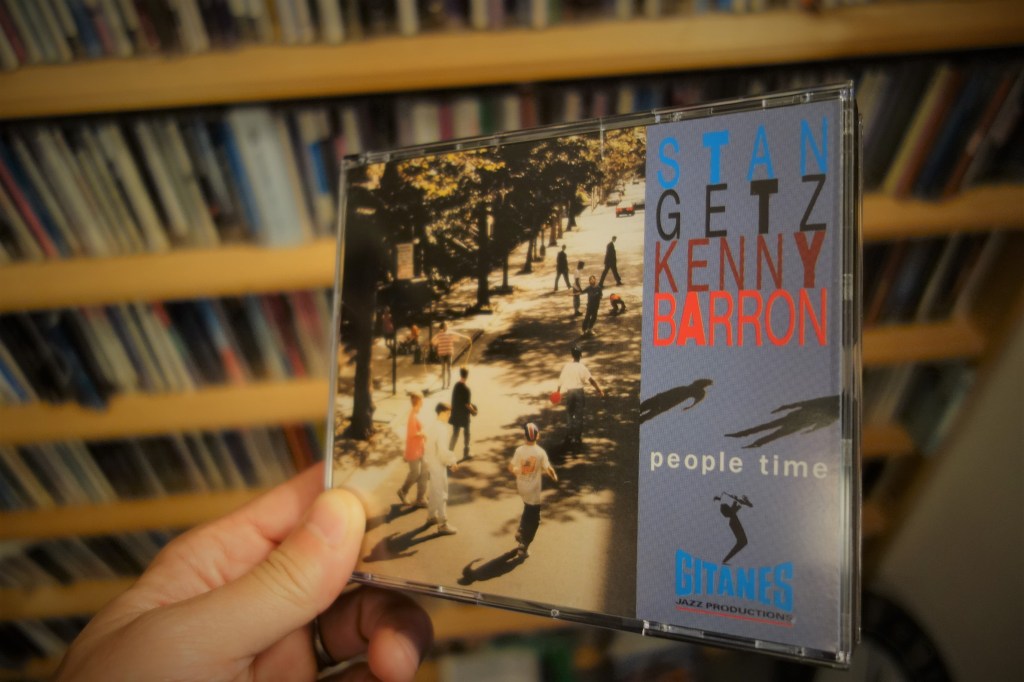 STAN
GETZ
KENNY
BARRON
people time
GITANES
JAZZ PRODUCTIONS